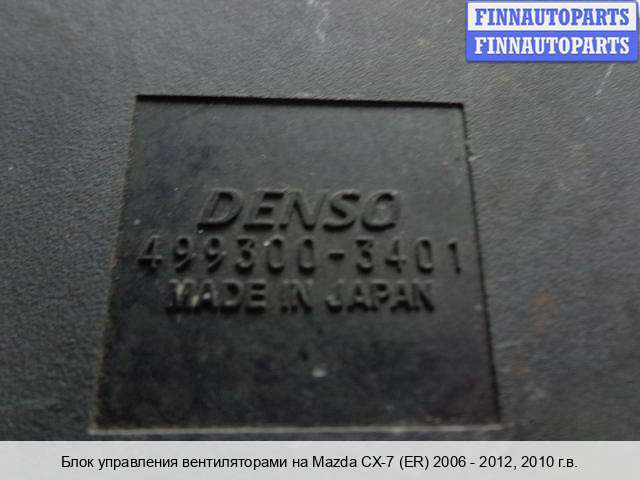 FINNAUTOPARTS
FINNAUTOPARTS
DENSO
499300-3401
MADE IN JAPAN
Блок управления вентиляторами на Mazda CX-7 (ER) 2006 - 2012, 2010 г.в.